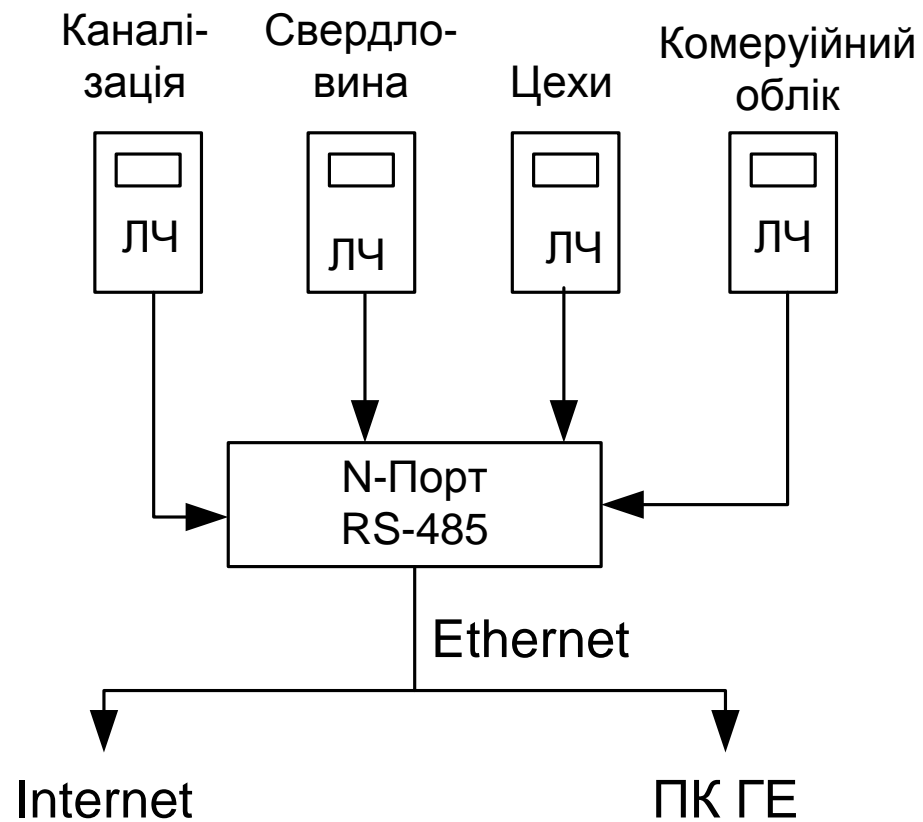 Каналі-
зація
Свердло-
вина
Цехи
Комеруійний
облік
ЛЧ
ЛЧ
ЛЧ
ЛЧ
N-Порт
RS-485
Ethernet
Internet
ПК ГЕ